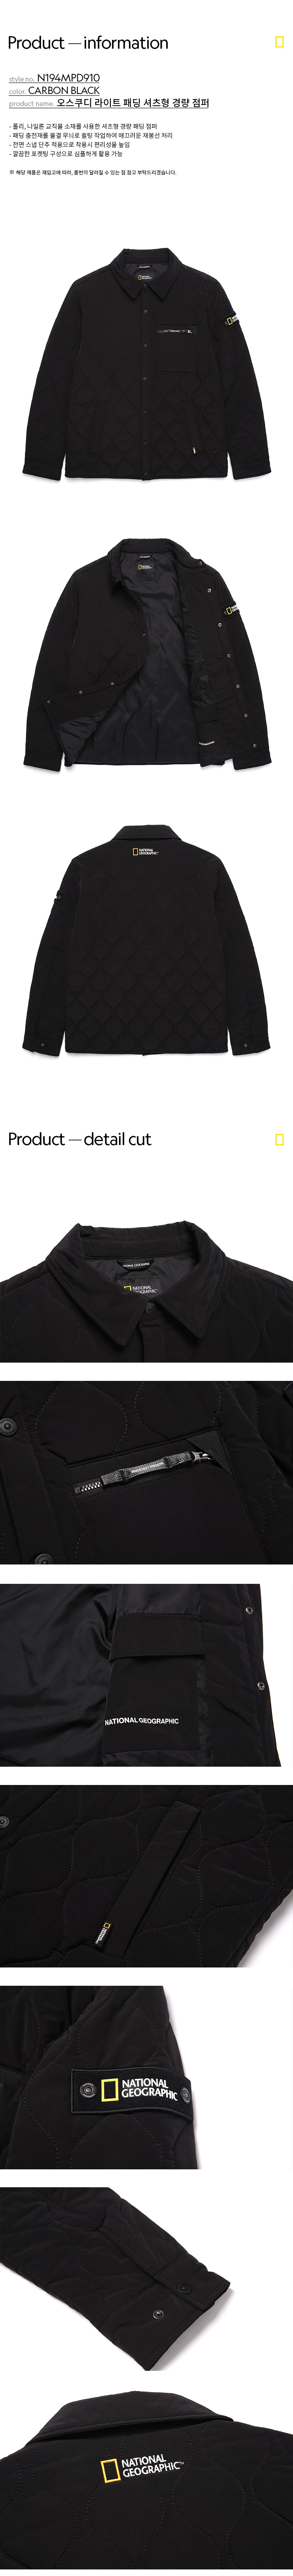 Product — information
style no. N194MPD910
color. CARBON BLACK
product name. 오스쿠디 라이트 패딩 셔츠형 경량 점퍼
- 폴리, 나일론 교직물 소재를 사용한 셔츠형 경량 패딩 점퍼
- 패딩 충전재를 물결 무늬로 퀼팅 작업하여 매끄러운 재봉선 처리
- 전면 스냅 단추 적용으로 착용시 편리성을 높임
- 깔끔한 포켓팅 구성으로 심플하게 활용 가능
※ 해당 제품은 재입고에 따라, 품번이 달라질 수 있는 점 참고 부탁드리겠습니다.
NATIONAL
GEOGRAPHIC
Product — detail cut
NATIONAL GEOGRAPHIC
NATIONAL
GEOGRAPHIC
NATIONAL GEOGRAPHIC
NATIONAL
GEOGRAPHIC
NATIONAL
GEOGRAPHIC